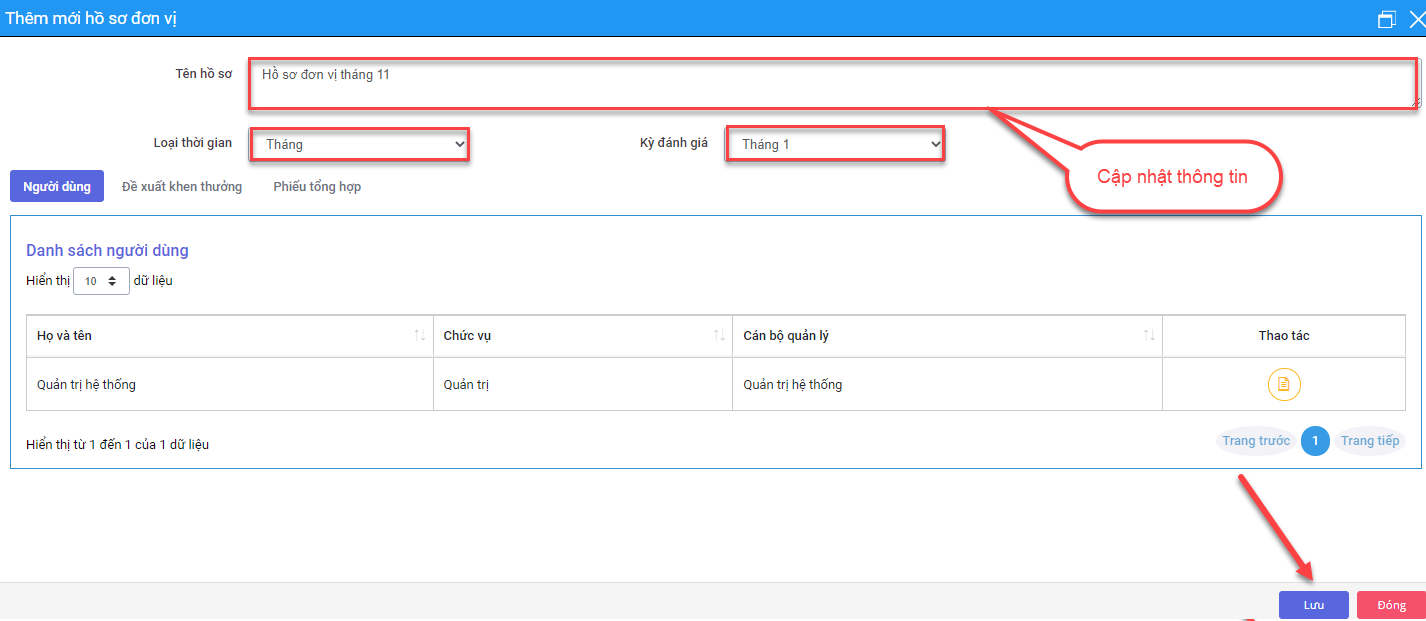 Thêm mới hồ sơ đơn vị
Tên hồ sơ
Hồ sơ đơn vị tháng 11
Loại thời gian
Tháng
Kỳ đánh giá
Tháng 1
Cập nhật thông tin
Người dùng
Đề xuất khen thưởng
Phiếu tổng hợp
Danh sách người dùng
Hiển thị 10 dữ liệu
Họ và tên
Chức vụ
Cán bộ quản lý
Thao tác
Quản trị hệ thống
Quản trị
Quản trị hệ thống
Hiển thị từ 1 đến 1 của 1 dữ liệu
Trang trước 1 Trang tiếp
Lưu
Đóng